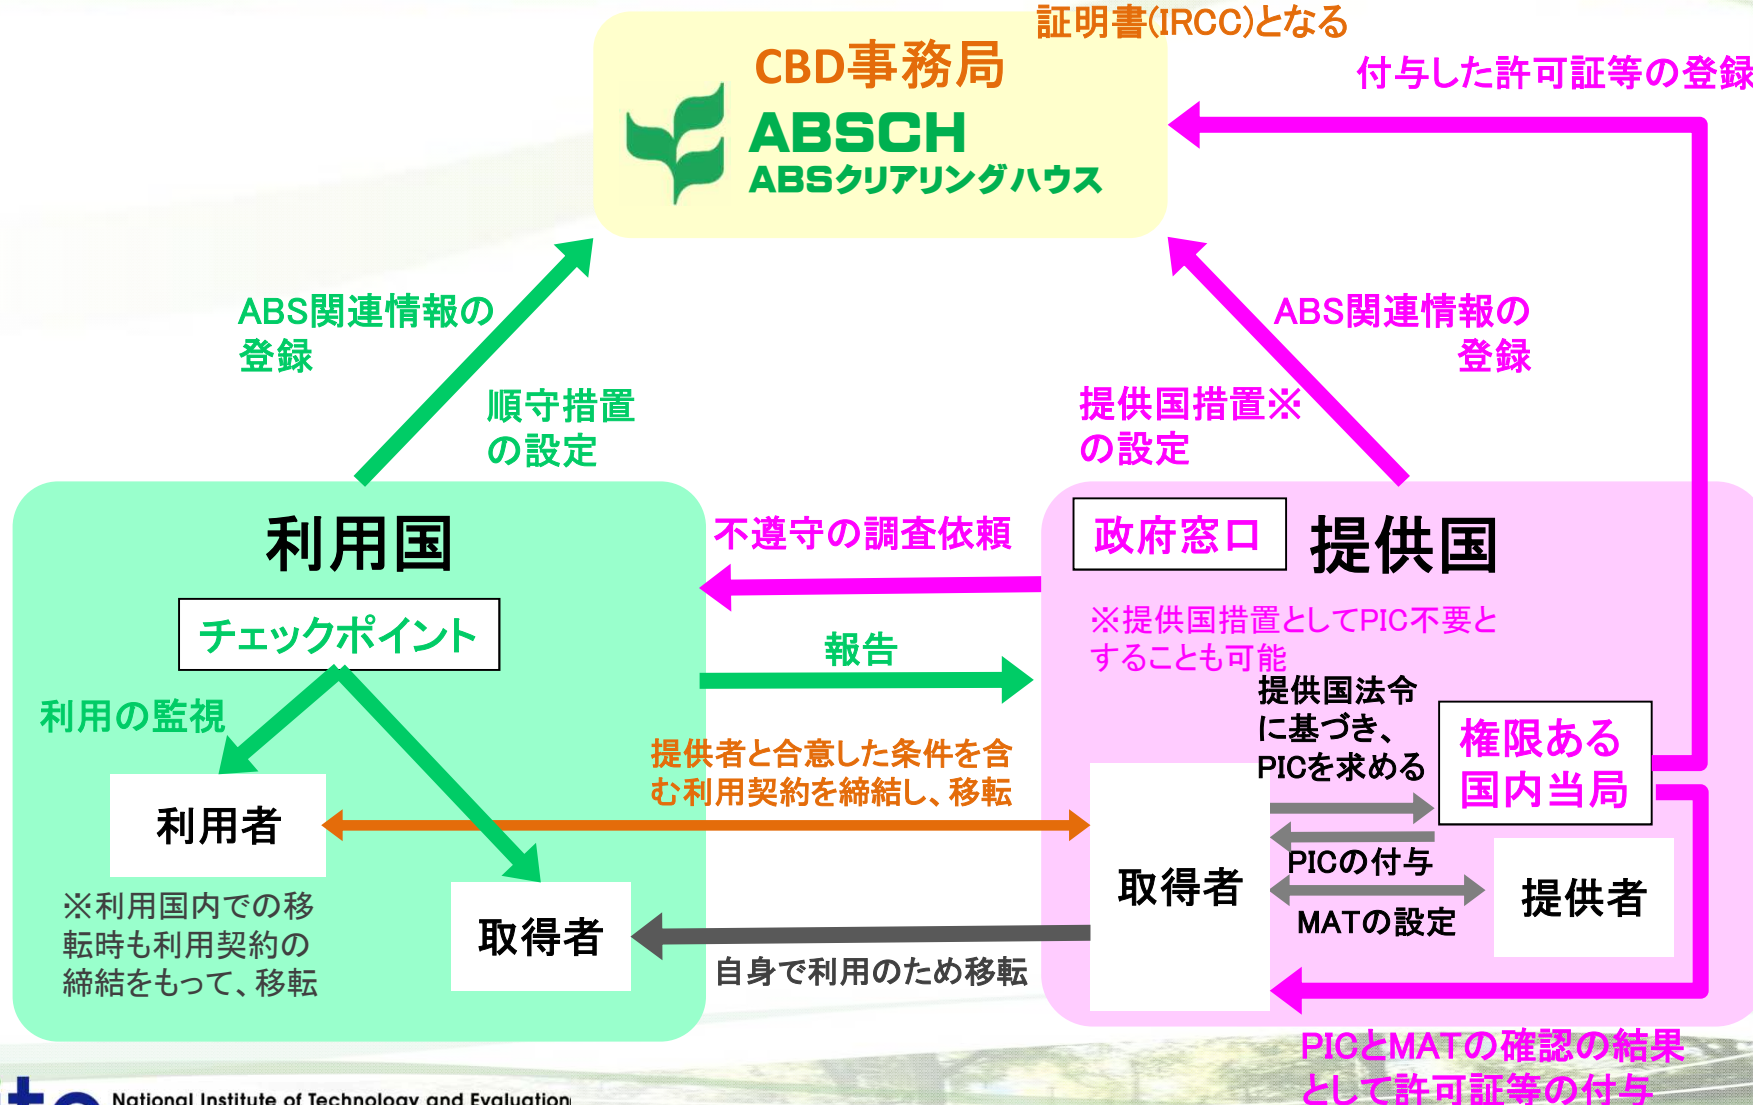 証明書(IRCC)となる
CBD事務局
付与した許可証等の登録
ABSCH
ABSクリアリングハウス
ABS関連情報の
登録
ABS関連情報の
登録
順守措置
の設定
提供国措置※
の設定
利用国
不遵守の調査依頼
政府窓口
提供国
チェックポイント
報告
※提供国措置としてPIC不要と
することも可能
利用の監視
提供国法令
に基づき、
PICを求める
権限ある
国内当局
提供者と合意した条件を含
む利用契約を締結し、移転
利用者
取得者
PICの付与
MATの設定
提供者
※利用国内での移
転時も利用契約の
締結をもって、移転
取得者
自身で利用のため移転
PICとMATの確認の結果
として許可証等の付与
National Institute of Technology and Evaluation